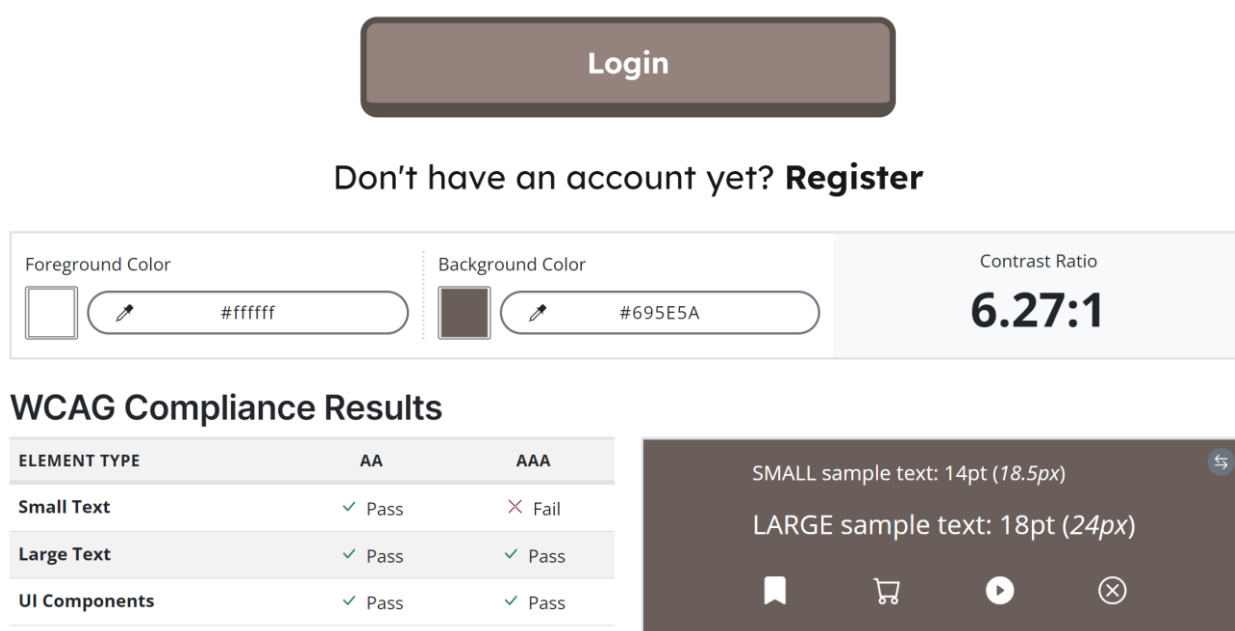 Login
Don't have an account yet? Register
Foreground Color
#ffffff
Background Color
#695E5A
Contrast Ratio
6.27:1
WCAG Compliance Results
ELEMENT TYPE AA AAA
Small Text Pass Fail
Large Text Pass Pass
UI Components Pass Pass
SMALL sample text: 14pt (18.5px)
LARGE sample text: 18pt (24px)